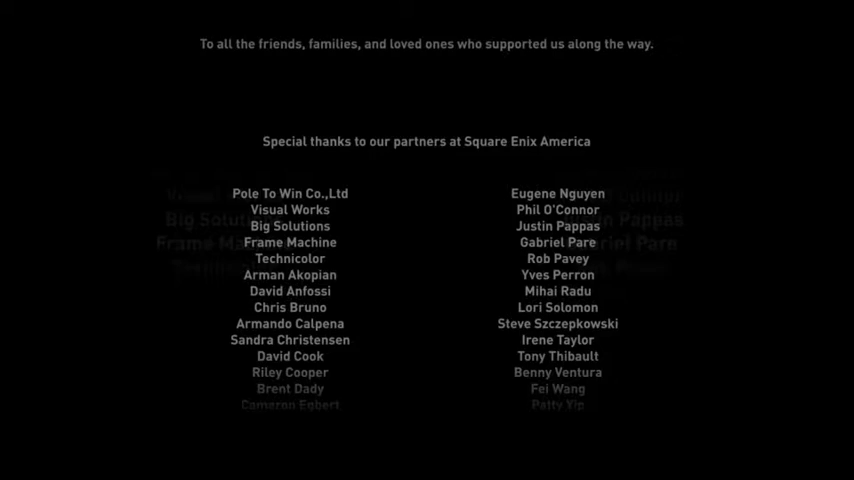 To all the friends, families, and loved ones who supported us along the way.
Special thanks to our partners at Square Enix America
Pole To Win Co.,Ltd
Visual Works
Big Solutions
Frame Machine
Technicolor
Arman Akopian
David Anfossi
Chris Bruno
Armando Calpena
Sandra Christensen
David Cook
Riley Cooper
Brent Dady
Cameron Egbert
Eugene Nguyen
Phil O'Connor
Justin Pappas
Gabriel Pare
Rob Pavey
Yves Perron
Mihai Radu
Lori Solomon
Steve Szczepkowski
Irene Taylor
Tony Thibault
Benny Ventura
Fei Wang
Patty Yip